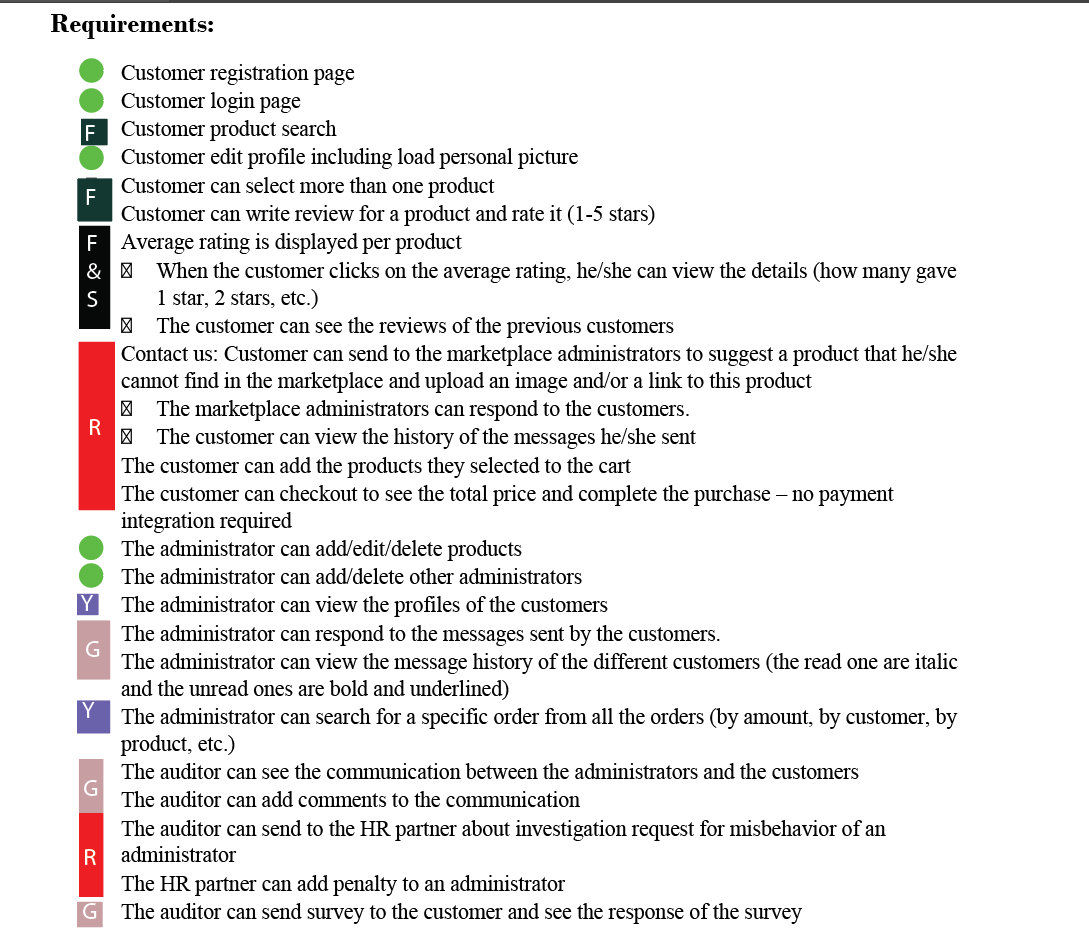 Requirements:
Customer registration page
Customer login page
F Customer product search
Customer edit profile including load personal picture
F Customer can select more than one product
Customer can write review for a product and rate it (1-5 stars)
F Average rating is displayed per product
& When the customer clicks on the average rating, he/she can view the details (how many gave
S 1 star, 2 stars, etc.)
The customer can see the reviews of the previous customers
Contact us: Customer can send to the marketplace administrators to suggest a product that he/she
cannot find in the marketplace and upload an image and/or a link to this product
The marketplace administrators can respond to the customers.
R The customer can view the history of the messages he/she sent
The customer can add the products they selected to the cart
The customer can checkout to see the total price and complete the purchase – no payment
integration required
The administrator can add/edit/delete products
The administrator can add/delete other administrators
Y The administrator can view the profiles of the customers
G The administrator can respond to the messages sent by the customers.
The administrator can view the message history of the different customers (the read one are italic
and the unread ones are bold and underlined)
Y The administrator can search for a specific order from all the orders (by amount, by customer, by
product, etc.)
The auditor can see the communication between the administrators and the customers
G The auditor can add comments to the communication
The auditor can send to the HR partner about investigation request for misbehavior of an
R administrator
The HR partner can add penalty to an administrator
G The auditor can send survey to the customer and see the response of the survey